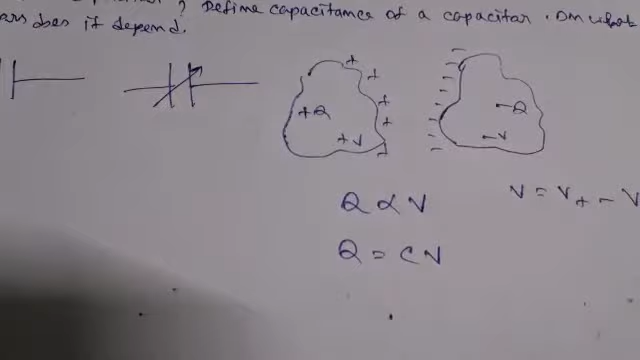 ? Define capacitance of a capacitor. On what
does it depend.
+Q
+V
-Q
-V
Q ∝ V
V = V+ - V
Q = CV